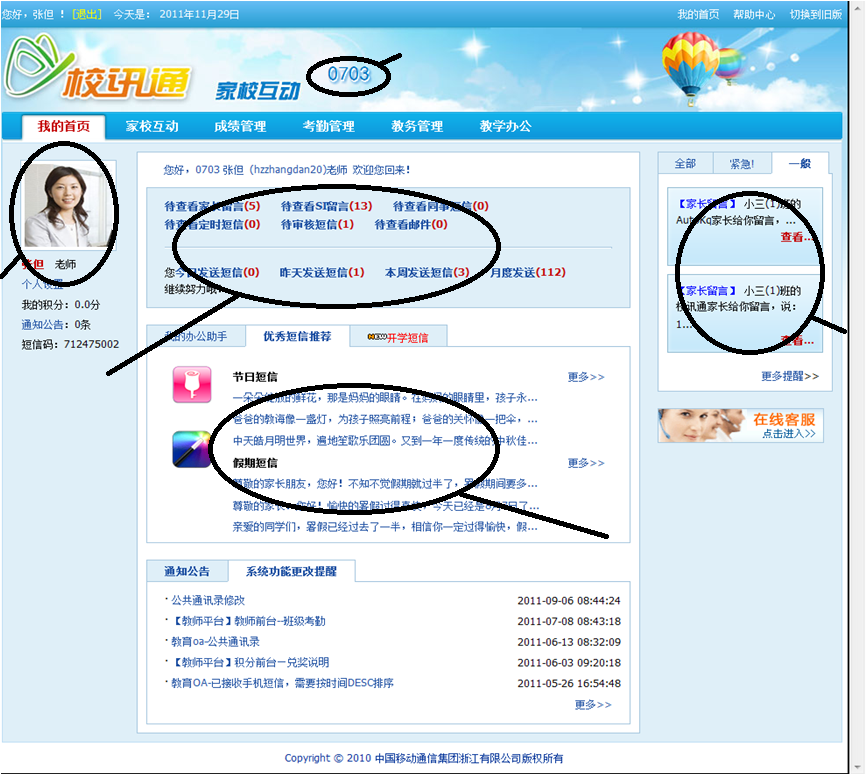 您好，张但 ！ [退出] 今天是： 2011年11月29日
我的首页 帮助中心 切换到旧版
校讯通 家校互动 0703
我的首页 家校互动 成绩管理 考勤管理 教务管理 教学办公
张但 老师
个人设置
我的积分：0.0分
通知公告：0条
短信码：712475002
您好，0703 张但 (hzzhangdan20)老师 欢迎您回来!
待查看家长留言(5) 待查看SI留言(13) 待查看同事短信(0)
待查看定时短信(0) 待审核短信(1) 待查看邮件(0)
您今日发送短信(0) 昨天发送短信(1) 本周发送短信(3) 月度发送(112)
继续努力哦
我的办公助手 优秀短信推荐 NEW开学短信
节日短信 更多>>
一朵朵绽放的鲜花，那是妈妈的眼睛。在妈妈的眼睛里，孩子永...
爸爸的教诲像一盏灯，为孩子照亮前程；爸爸的关怀像一把伞，...
中天皓月明世界，遍地笙歌乐团圆。又到一年一度传统的中秋佳...
假期短信 更多>>
尊敬的家长朋友，您好！不知不觉假期就过半了，暑假期间要多...
尊敬的家长：您好！愉快的暑假过得真快，今天已经是
亲爱的同学们，暑假已经过去了一半，相信你一定过得愉快，假...
通知公告 系统功能更改提醒
·公共通讯录修改 2011-09-06 08:44:24
·【教师平台】教师前台--班级考勤 2011-07-08 08:43:18
·教育oa-公共通讯录 2011-06-13 08:32:09
·【教师平台】积分前台－兑奖说明 2011-06-03 09:20:18
·教育OA-已接收手机短信，需要按时间DESC排序 2011-05-26 16:54:48
更多>>
全部 紧急! 一般
【家长留言】 小三(1)班的
AutoKq家长给你留言，...
查看...
【家长留言】 小三(1)班的
校讯通家长给你留言，说：
1...
查看...
更多提醒>>
在线客服
点击进入>>
Copyright © 2010 中国移动通信集团浙江有限公司版权所有